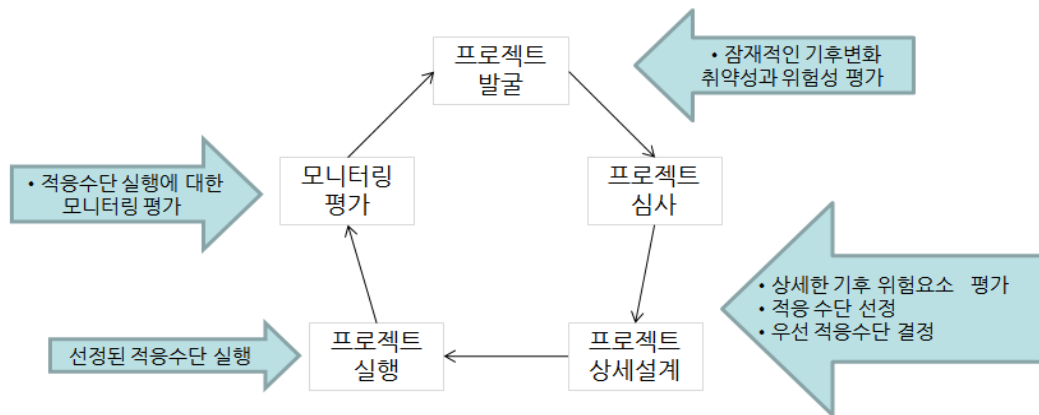 프로젝트
발굴
• 잠재적인 기후변화
취약성과 위험성 평가
• 적응수단 실행에 대한
모니터링 평가
모니터링
평가
프로젝트
심사
• 상세한 기후 위험요소 평가
• 적응 수단 선정
• 우선 적응수단 결정
선정된 적응수단 실행
프로젝트
실행
프로젝트
상세설계